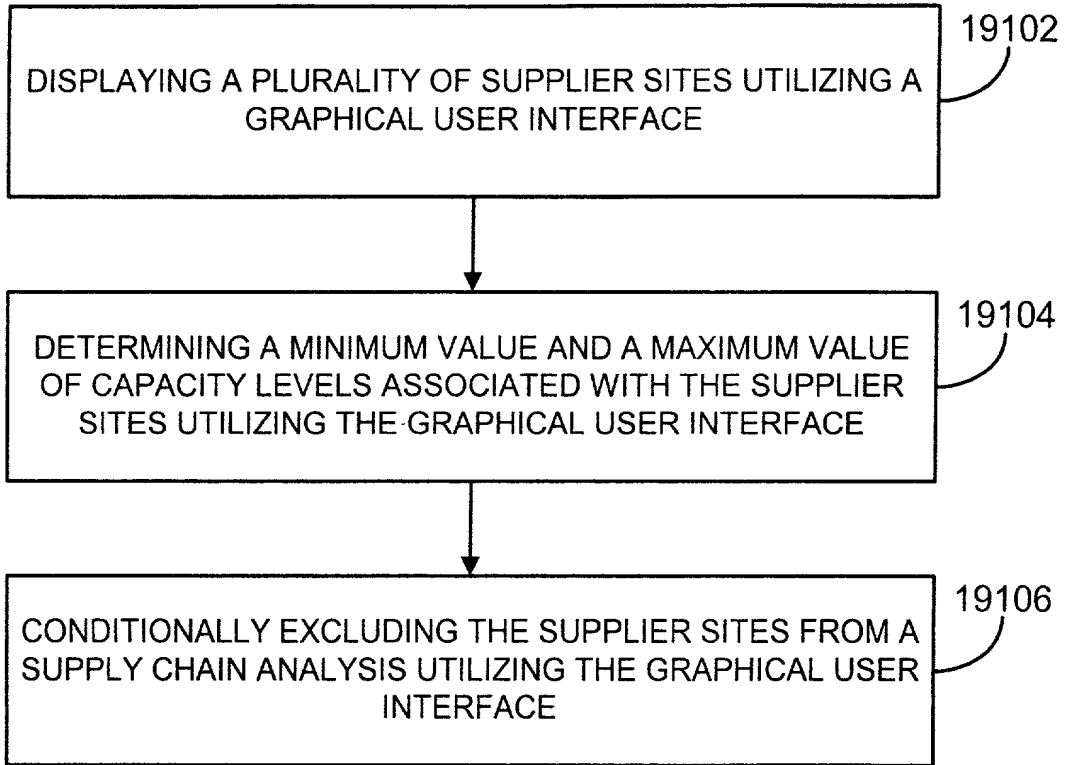 19102
DISPLAYING A PLURALITY OF SUPPLIER SITES UTILIZING A
GRAPHICAL USER INTERFACE
19104
DETERMINING A MINIMUM VALUE AND A MAXIMUM VALUE
OF CAPACITY LEVELS ASSOCIATED WITH THE SUPPLIER
SITES UTILIZING THE GRAPHICAL USER INTERFACE
19106
CONDITIONALLY EXCLUDING THE SUPPLIER SITES FROM A
SUPPLY CHAIN ANALYSIS UTILIZING THE GRAPHICAL USER
INTERFACE